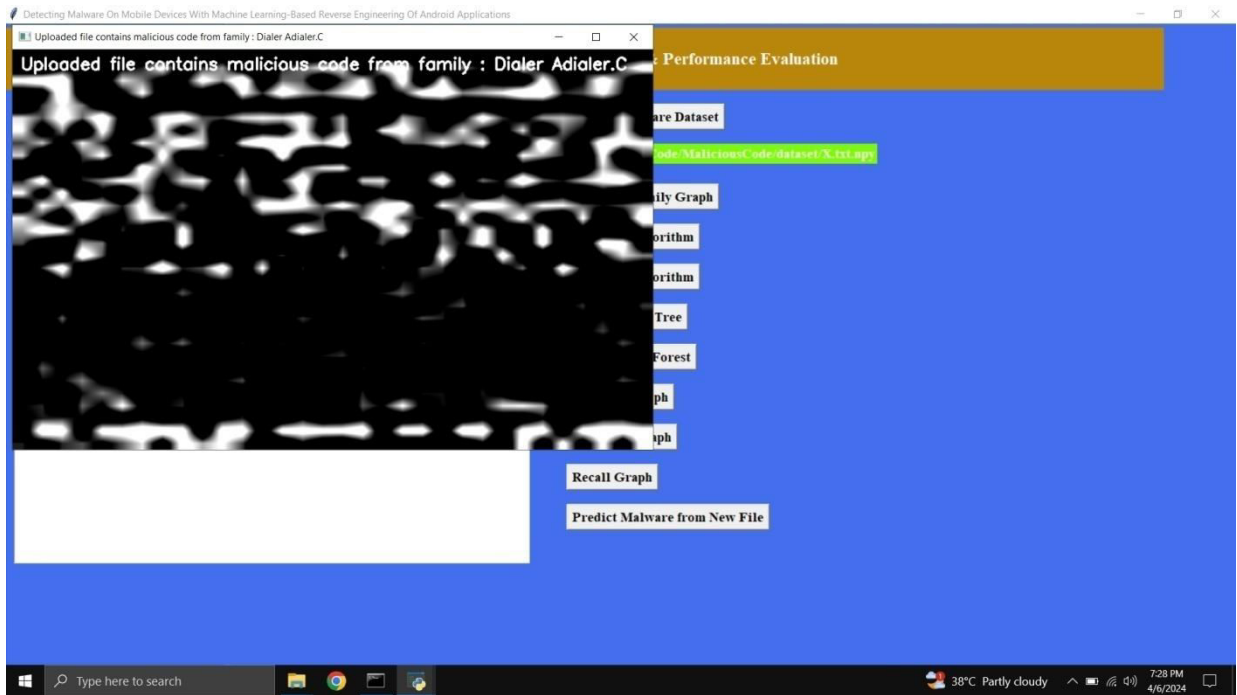 Detecting Malware On Mobile Devices With Machine Learning-Based Reverse Engineering Of Android Applications
Uploaded file contains malicious code from family : Dialer Adialer.C
Uploaded file contains malicious code from family : Dialer Adialer.C
: Performance Evaluation
are Dataset
ode/MaliciousCode/dataset/X.txt.npy
ily Graph
orithm
orithm
Tree
Forest
ph
aph
Recall Graph
Predict Malware from New File
Type here to search
38°C Partly cloudy
7:28 PM
4/6/2024